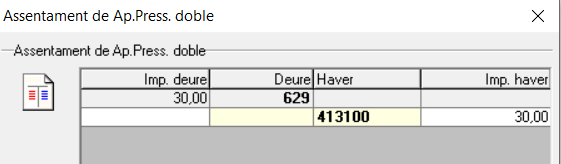 Assentament de Ap.Press. doble
Assentament de Ap.Press. doble
Imp. deure Deure Haver Imp. haver
30,00 629
413100 30,00